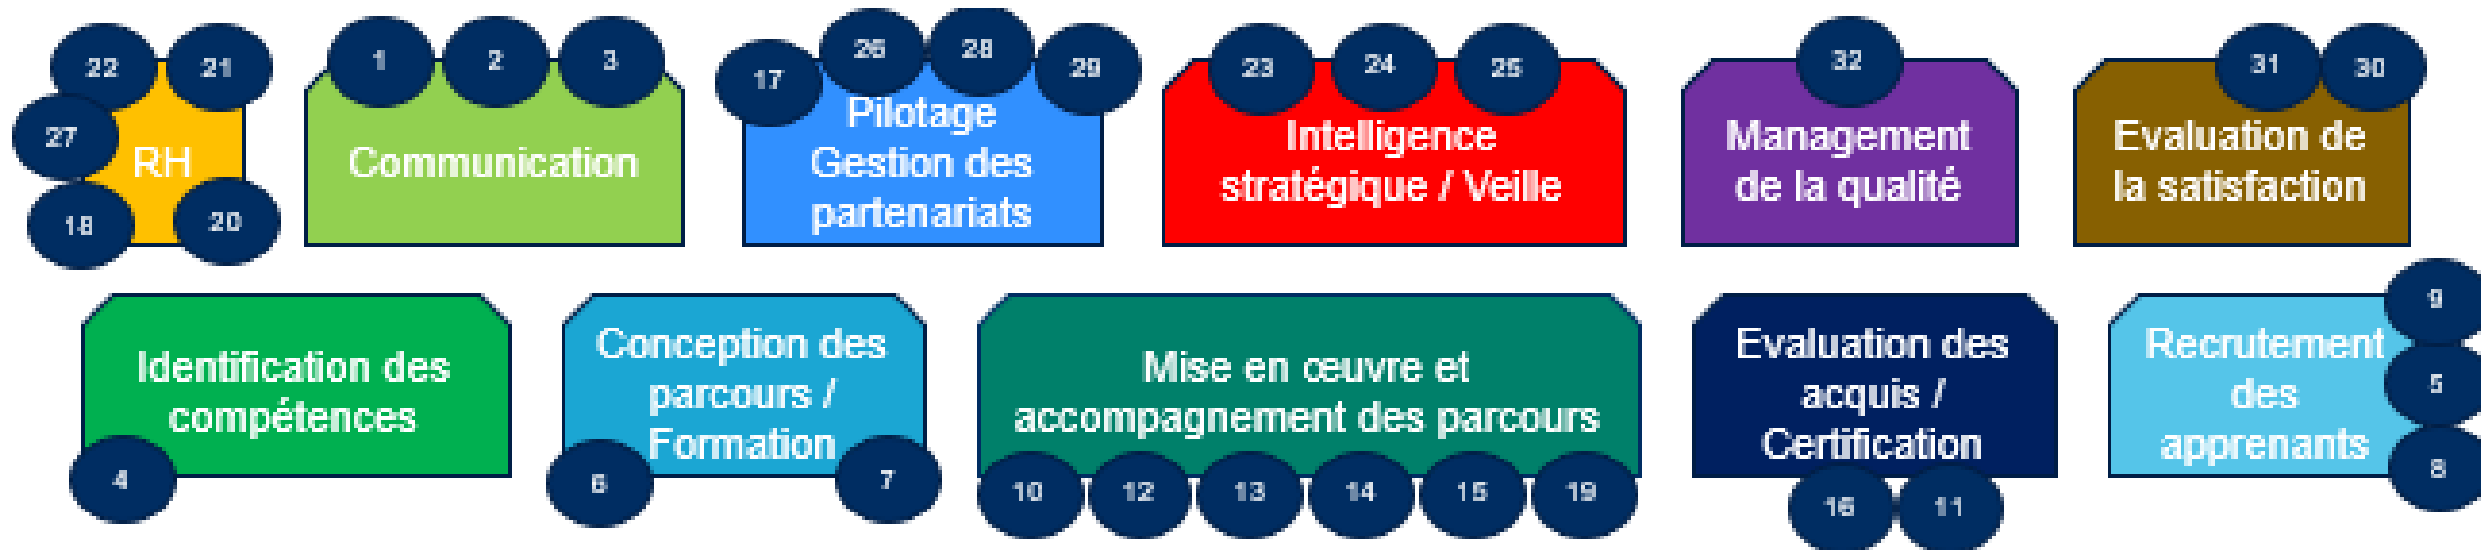 22 21
27
RH
18 20
1 2 3
Communication
17 26 28 29
Pilotage
Gestion des
partenariats
23 24 25
Intelligence
stratégique / Veille
32
Management
de la qualité
31 30
Evaluation de
la satisfaction
Identification des
compétences
4
Conception des
parcours /
Formation
6 7
Mise en œuvre et
accompagnement des parcours
10 12 13 14 15 19
Evaluation des
acquis /
Certification
16 11
9
Recrutement
des
apprenants
5
8